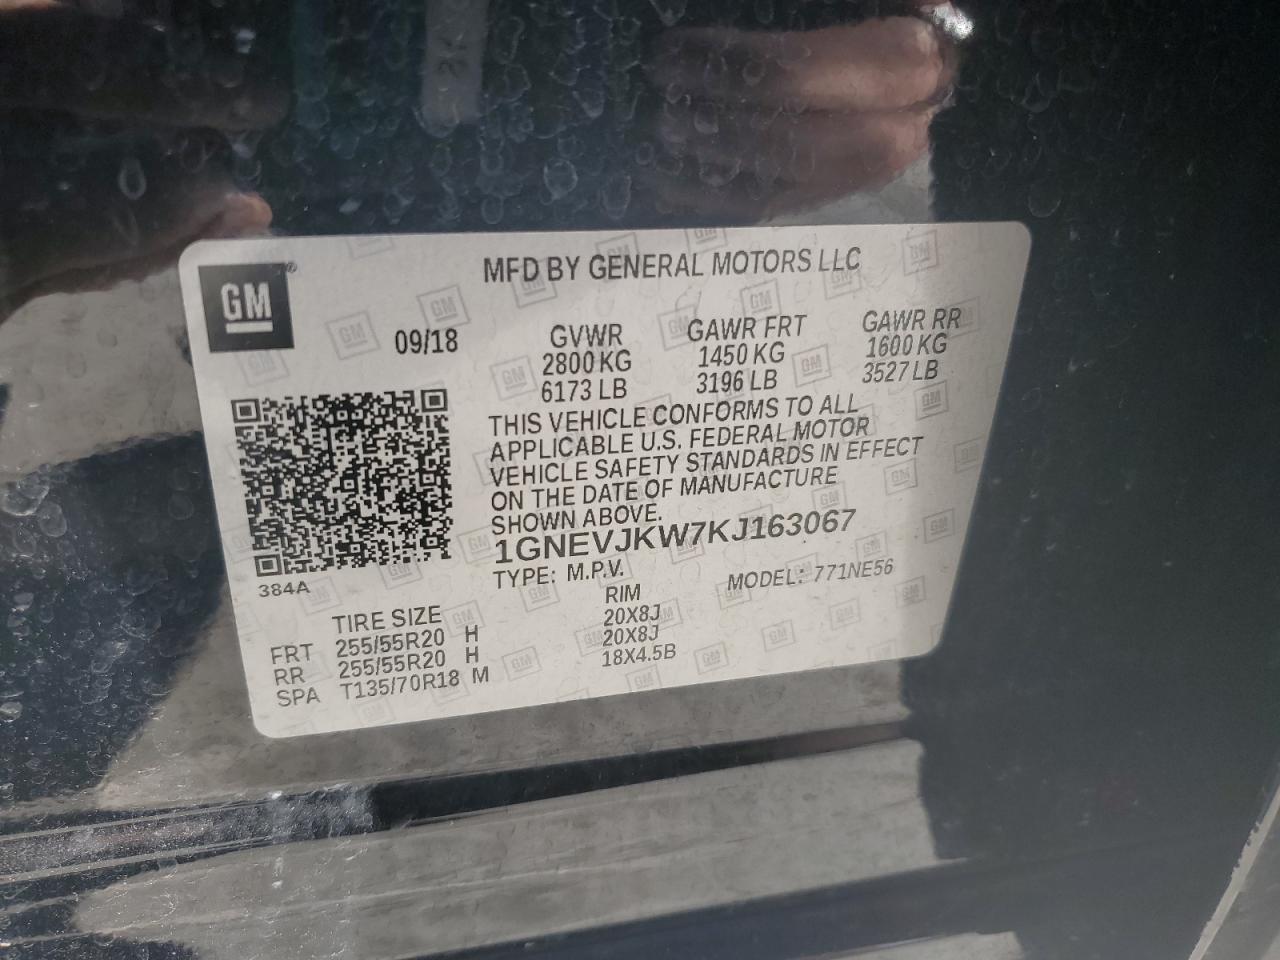 MFD BY GENERAL MOTORS LLC
GM
®
09/18
GVWR GAWR FRT GAWR RR
2800 KG 1450 KG 1600 KG
6173 LB 3196 LB 3527 LB
THIS VEHICLE CONFORMS TO ALL
APPLICABLE U.S. FEDERAL MOTOR
VEHICLE SAFETY STANDARDS IN EFFECT
ON THE DATE OF MANUFACTURE
SHOWN ABOVE.
1GNEVJKW7KJ163067
TYPE: M.P.V. MODEL: 771NE56
384A
TIRE SIZE RIM
FRT 255/55R20 H 20X8J
RR 255/55R20 H 20X8J
SPA T135/70R18 M 18X4.5B